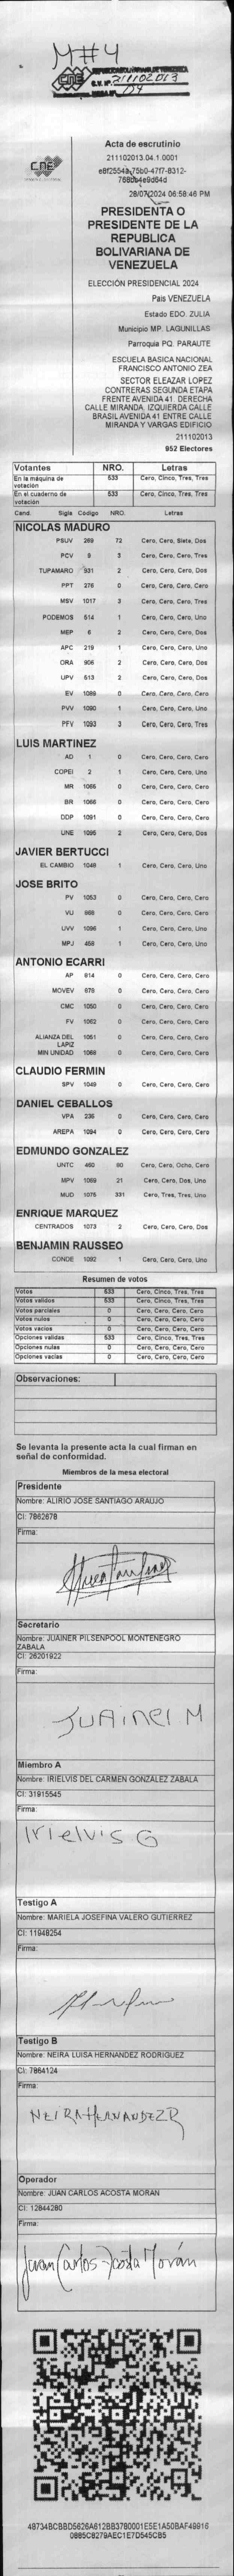 M#4
CNE
REPUBLICA BOLIVARIANA DE VENEZUELA
C.V. Nº 211102013
MESA Nº 04
CNE
Acta de escrutinio
211102013.04.1.0001
28/07/2024 06:58:46 PM
PRESIDENTA O
PRESIDENTE DE LA
REPUBLICA
BOLIVARIANA DE
VENEZUELA
ELECCIÓN PRESIDENCIAL 2024
Pais VENEZUELA
Estado EDO. ZULIA
Municipio MP. LAGUNILLAS
Parroquia PQ. PARAUTE
ESCUELA BASICA NACIONAL
FRANCISCO ANTONIO ZEA
SECTOR ELEAZAR LOPEZ
CONTRERAS SEGUNDA ETAPA
FRENTE AVENIDA 41. DERECHA
CALLE MIRANDA. IZQUIERDA CALLE
BRASIL AVENIDA 41 ENTRE CALLE
MIRANDA Y VARGAS EDIFICIO
211102013
952 Electores
Votantes NRO. Letras
En la máquina de votación 533 Cero, Cinco, Tres, Tres
En el cuaderno de votación 533 Cero, Cinco, Tres, Tres
Cand. Sigla Código NRO. Letras
NICOLAS MADURO
PSUV 269 72 Cero, Cero, Siete, Dos
PCV 9 3 Cero, Cero, Cero, Tres
TUPAMARO 931 2 Cero, Cero, Cero, Dos
PPT 276 0 Cero, Cero, Cero, Cero
MSV 1017 3 Cero, Cero, Cero, Tres
PODEMOS 514 1 Cero, Cero, Cero, Uno
MEP 6 2 Cero, Cero, Cero, Dos
APC 219 1 Cero, Cero, Cero, Uno
ORA 906 2 Cero, Cero, Cero, Dos
UPV 613 2 Cero, Cero, Cero, Dos
EV 1089 0 Cero, Cero, Cero, Cero
PVV 1090 1 Cero, Cero, Cero, Uno
PFV 1093 3 Cero, Cero, Cero, Tres
LUIS MARTINEZ
AD 1 0 Cero, Cero, Cero, Cero
COPEI 2 1 Cero, Cero, Cero, Uno
MR 1065 0 Cero, Cero, Cero, Cero
BR 1066 0 Cero, Cero, Cero, Cero
DDP 1091 0 Cero, Cero, Cero, Cero
UNE 1095 2 Cero, Cero, Cero, Dos
JAVIER BERTUCCI
EL CAMBIO 1048 1 Cero, Cero, Cero, Uno
JOSE BRITO
PV 1053 0 Cero, Cero, Cero, Cero
VU 868 0 Cero, Cero, Cero, Cero
UVV 1096 1 Cero, Cero, Cero, Uno
MPJ 458 1 Cero, Cero, Cero, Uno
ANTONIO ECARRI
AP 814 0 Cero, Cero, Cero, Cero
MOVEV 878 0 Cero, Cero, Cero, Cero
CMC 1050 0 Cero, Cero, Cero, Cero
FV 1062 0 Cero, Cero, Cero, Cero
ALIANZA DEL LAPIZ 1051 0 Cero, Cero, Cero, Cero
MIN UNIDAD 1068 0 Cero, Cero, Cero, Cero
CLAUDIO FERMIN
SPV 1049 0 Cero, Cero, Cero, Cero
DANIEL CEBALLOS
VPA 236 0 Cero, Cero, Cero, Cero
AREPA 1094 0 Cero, Cero, Cero, Cero
EDMUNDO GONZALEZ
UNTC 460 80 Cero, Cero, Ocho, Cero
MPV 1069 21 Cero, Cero, Dos, Uno
MUD 1075 331 Cero, Tres, Tres, Uno
ENRIQUE MARQUEZ
CENTRADOS 1073 2 Cero, Cero, Cero, Dos
BENJAMIN RAUSSEO
CONDE 1092 1 Cero, Cero, Cero, Uno
Resumen de votos
Votos 533 Cero, Cinco, Tres, Tres
Votos validos 533 Cero, Cinco, Tres, Tres
Votos parciales 0 Cero, Cero, Cero, Cero
Votos nulos 0 Cero, Cero, Cero, Cero
Votos vacios 0 Cero, Cero, Cero, Cero
Opciones validas 533 Cero, Cinco, Tres, Tres
Opciones nulas 0 Cero, Cero, Cero, Cero
Opciones vacias 0 Cero, Cero, Cero, Cero
Observaciones:
Se levanta la presente acta la cual firman en
señal de conformidad.
Miembros de la mesa electoral
Presidente
Nombre: ALIRIO JOSE SANTIAGO ARAUJO
CI: 7862678
Firma:
Secretario
Nombre: JUAINER PILSENPOOL MONTENEGRO
ZABALA
CI: 26201922
Firma:
JUAiNEl M
Miembro A
Nombre: IRIELVIS DEL CARMEN GONZALEZ ZABALA
CI: 31915545
Firma:
Irielvis G
Testigo A
Nombre: MARIELA JOSEFINA VALERO GUTIERREZ
CI: 11948254
Firma:
Testigo B
Nombre: NEIRA LUISA HERNANDEZ RODRIGUEZ
CI: 7864124
Firma:
NEIRA HERNANDEZ R
Operador
Nombre: JUAN CARLOS ACOSTA MORAN
CI: 12844280
Firma:
Juan Carlos Acosta Morán
48734BCBBD5626A612BB3780001E5E1A50BAF49916
0885C8279AEC1E7D545CB5